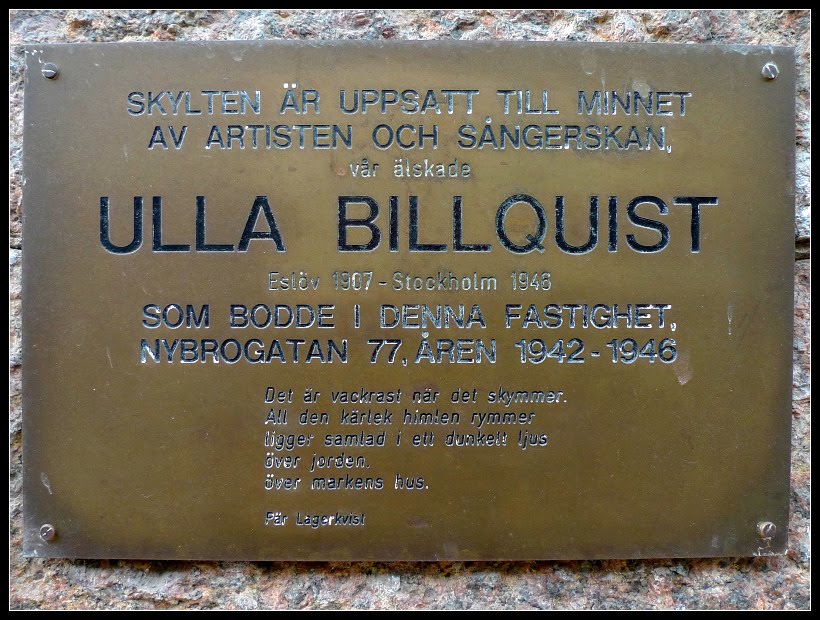 SKYLTEN ÄR UPPSATT TILL MINNET
AV ARTISTEN OCH SÅNGERSKAN,
vår älskade
ULLA BILLQUIST
Eslöv 1907 - Stockholm 1946
SOM BODDE I DENNA FASTIGHET,
NYBROGATAN 77, ÅREN 1942 - 1946
Det är vackrast när det skymmer.
All den kärlek himlen rymmer
ligger samlad i ett dunkelt ljus
över jorden.
över markens hus.
Pär Lagerkvist